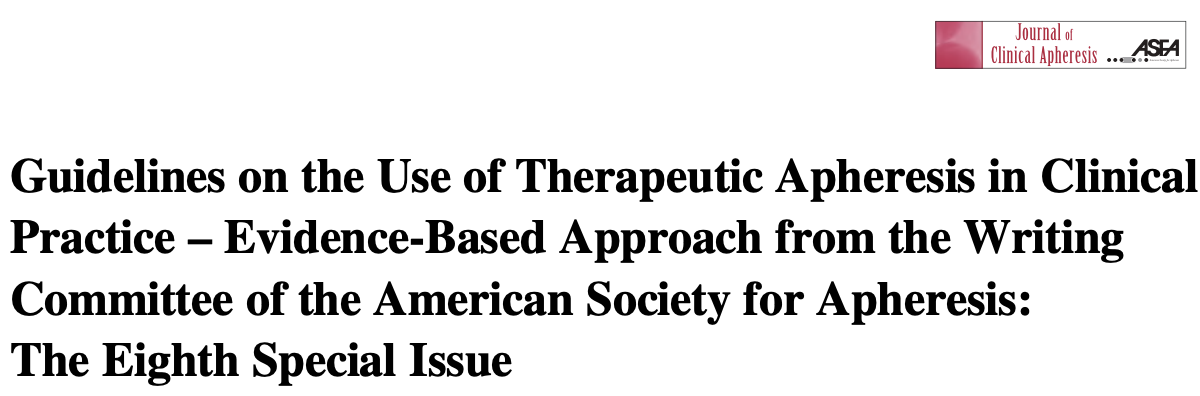 Journal of
Clinical Apheresis
ASFA
Guidelines on the Use of Therapeutic Apheresis in Clinical
Practice – Evidence-Based Approach from the Writing
Committee of the American Society for Apheresis:
The Eighth Special Issue